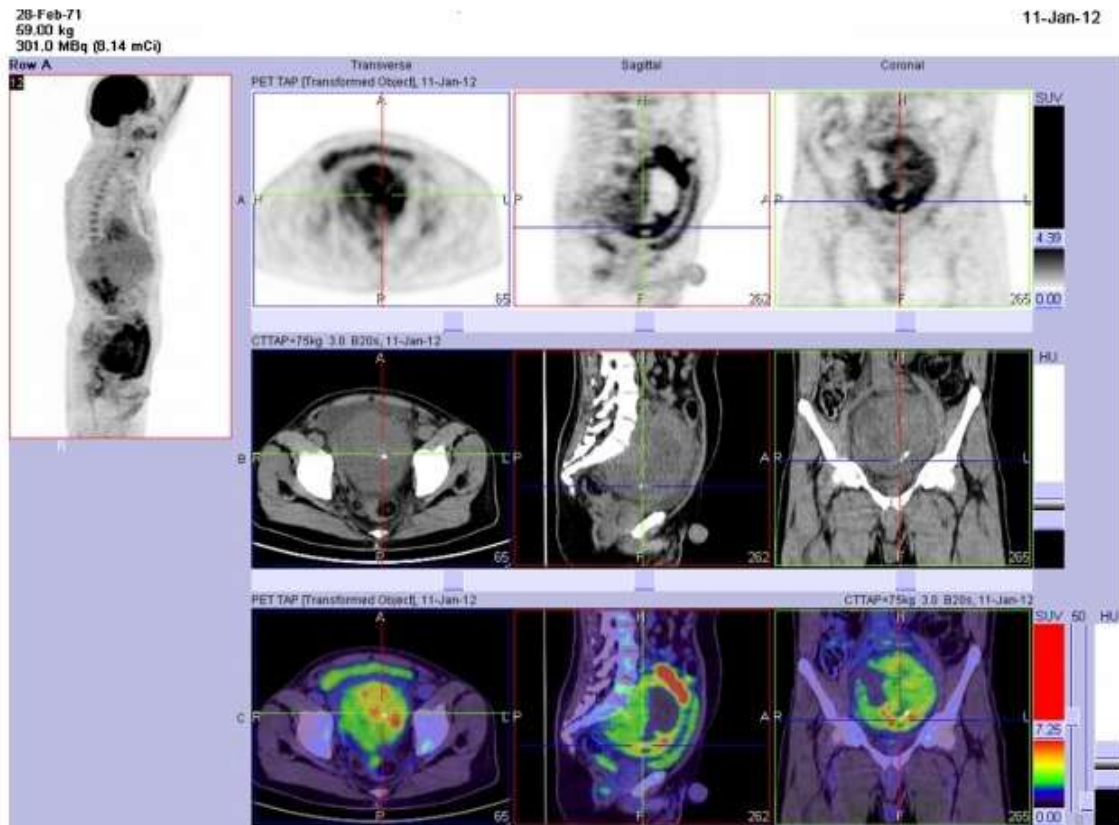 28-Feb-71
59.00 kg
301.0 MBq (8.14 mCi)
11-Jan-12
Row A Transverse Sagittal Coronal
12
PET TAP [Transformed Object], 11-Jan-12
SUV
A H H
A H L P A R L
4.39
P F F
65 262 265 0.00
CTTAP+75kg 3.0 B20s, 11-Jan-12
HU
A H H
B R L P A R L
P F F
65 262 265
PET TAP [Transformed Object], 11-Jan-12 CTTAP+75kg 3.0 B20s, 11-Jan-12
SUV 50 HU
A H H
C R L P A R L
7.25
P F F
65 262 265 0.00